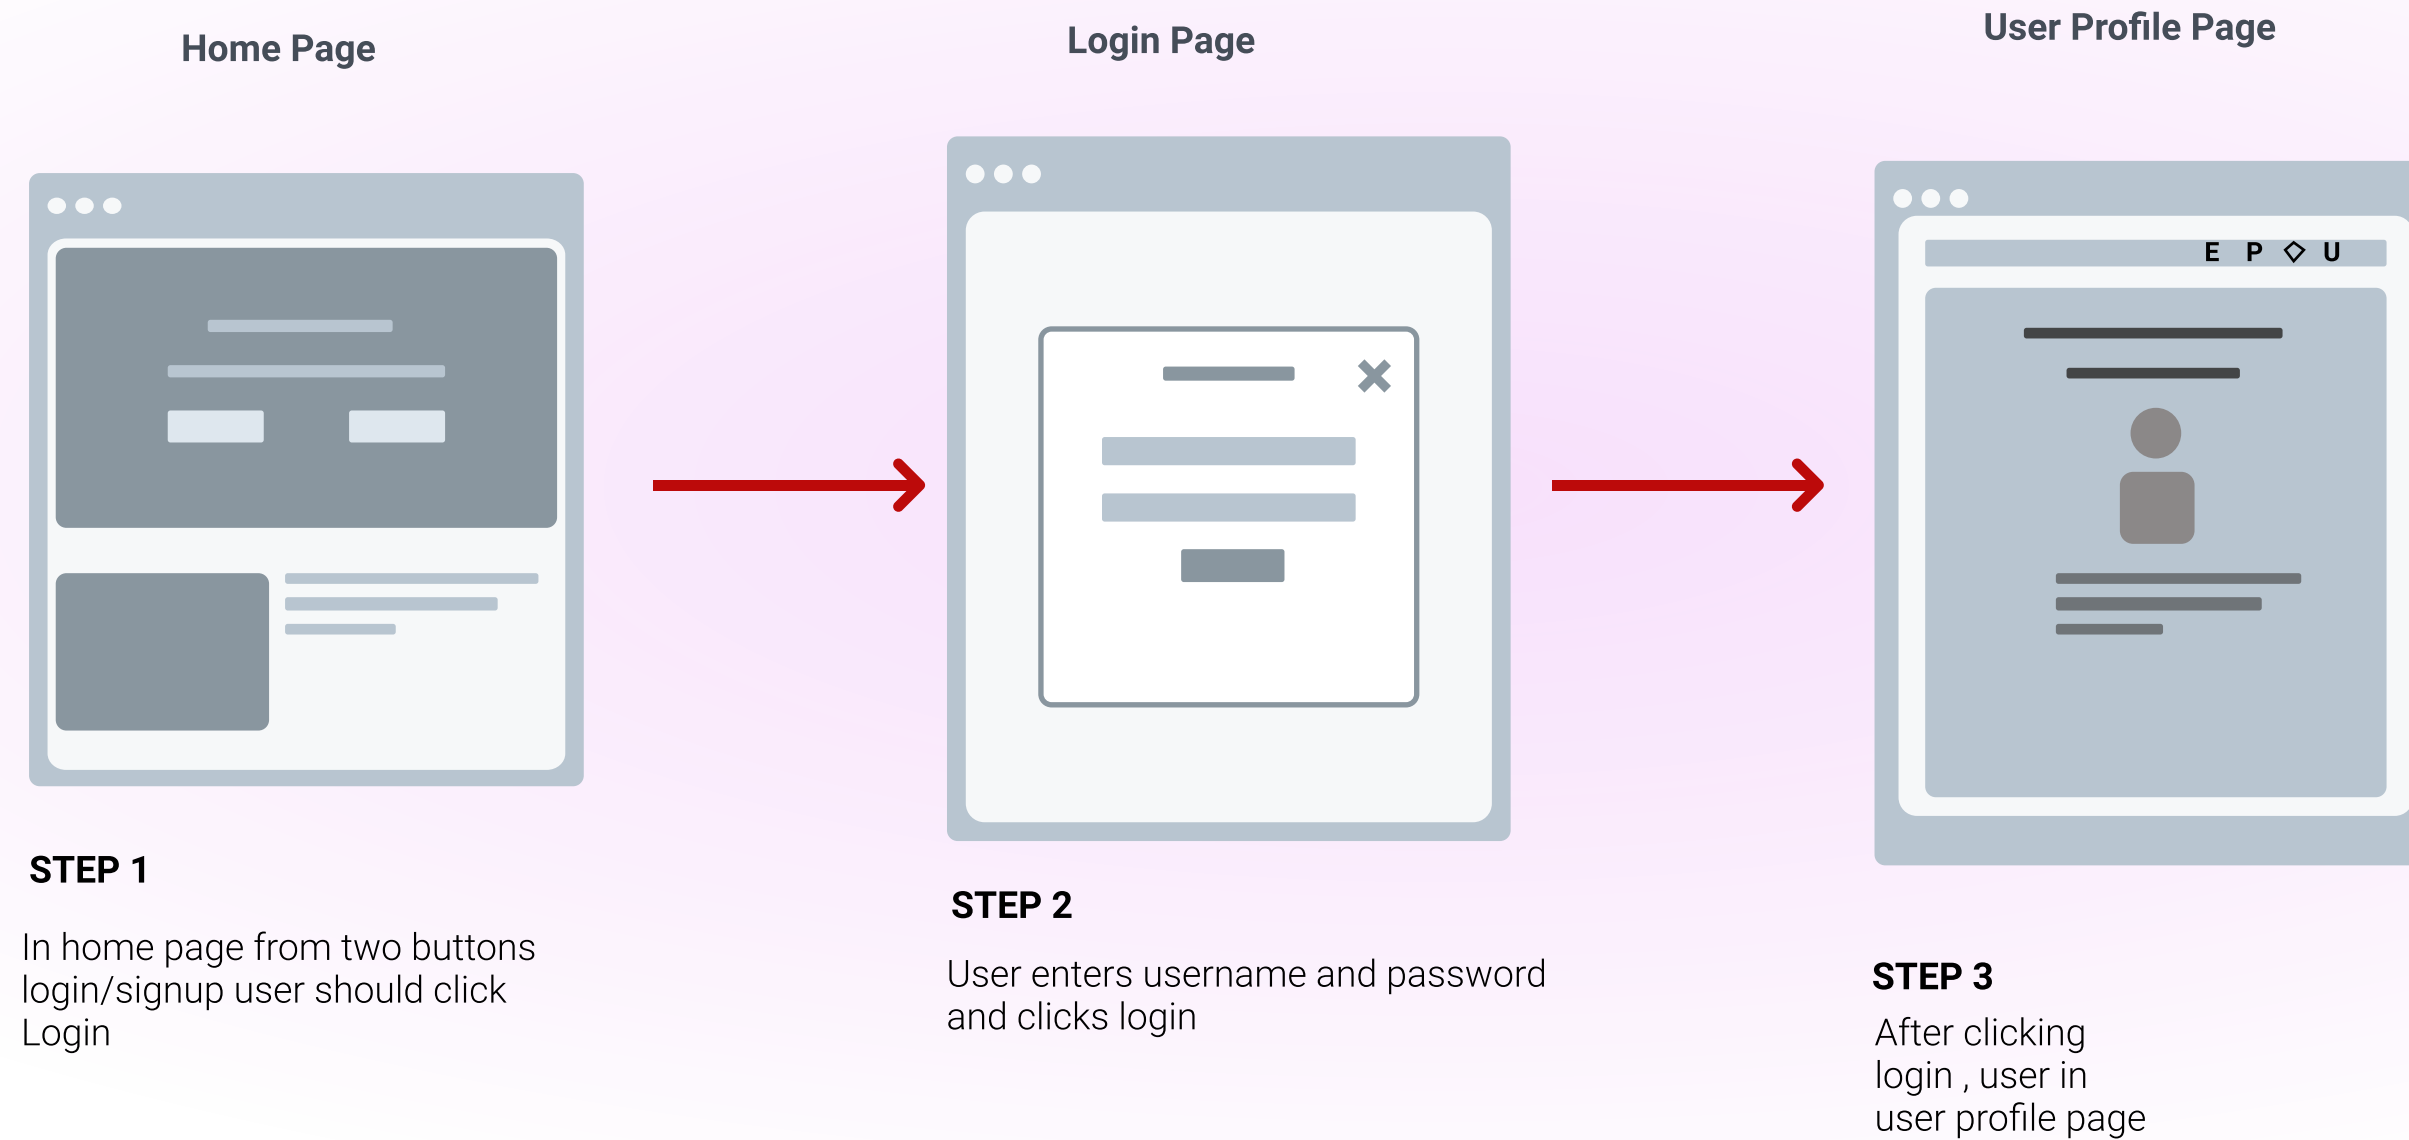 Home Page
Login Page
User Profile Page
E P U
STEP 1
In home page from two buttons
login/signup user should click
Login
STEP 2
User enters username and password
and clicks login
STEP 3
After clicking
login , user in
user profile page